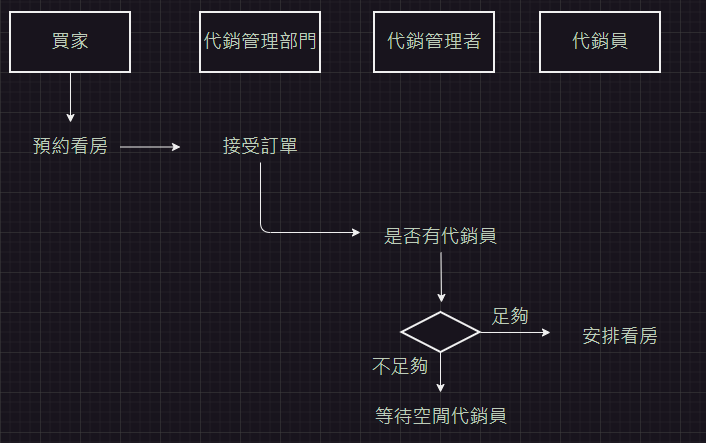 買家
代銷管理部門
代銷管理者
代銷員
預約看房
接受訂單
是否有代銷員
足夠
安排看房
不足夠
等待空閒代銷員